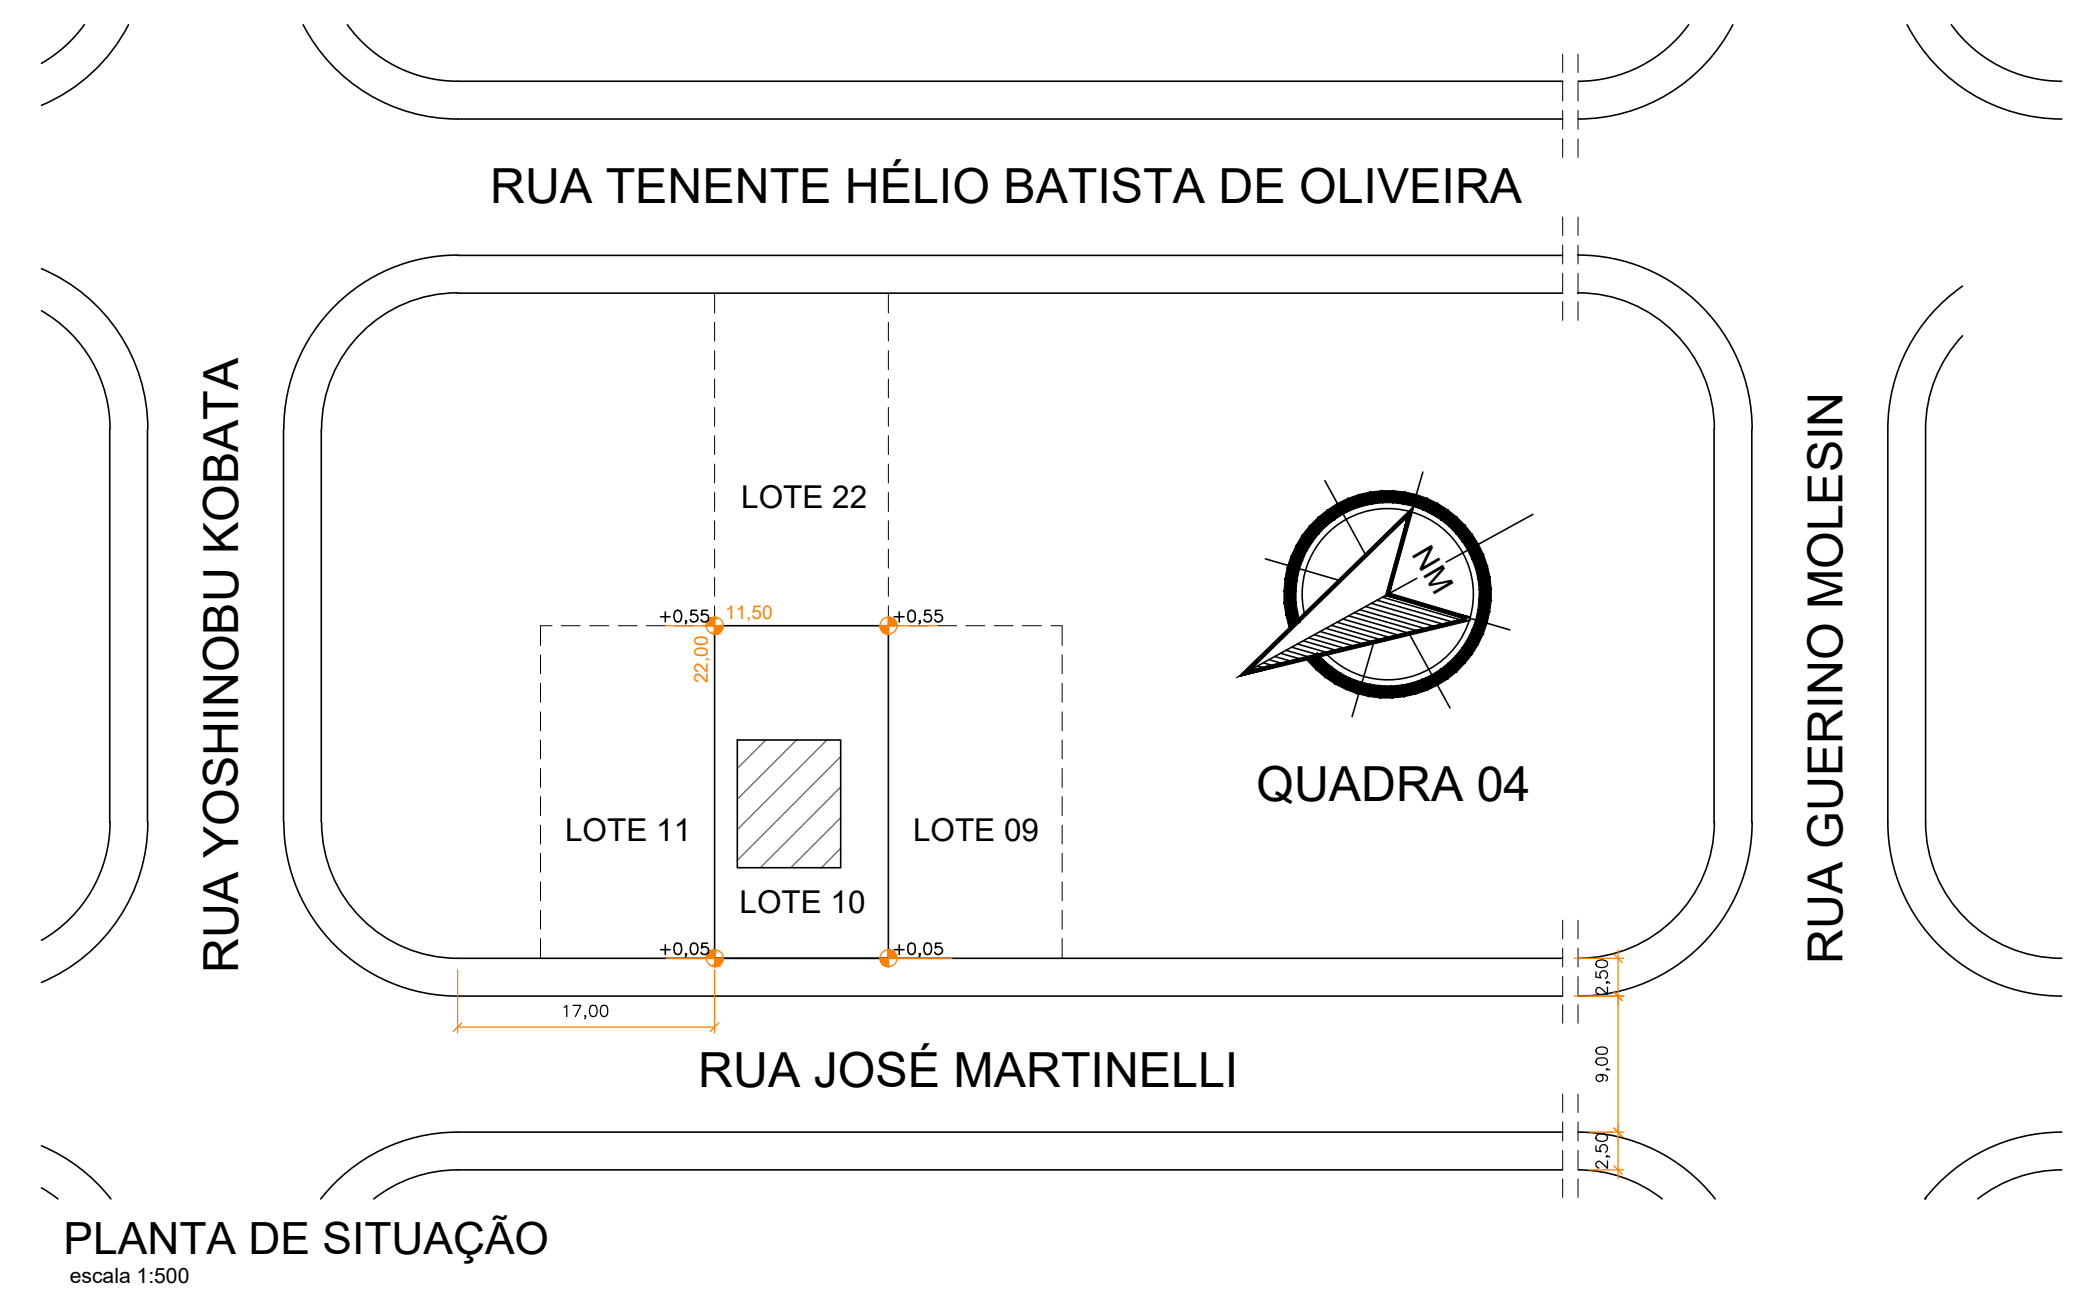 RUA TENENTE HÉLIO BATISTA DE OLIVEIRA
RUA YOSHINOBU KOBATA
RUA GUERINO MOLESIN
LOTE 22
NM
+0,55
11,50
+0,55
22,00
QUADRA 04
LOTE 11
LOTE 09
LOTE 10
+0,05
+0,05
2,50
17,00
RUA JOSÉ MARTINELLI
9,00
2,50
PLANTA DE SITUAÇÃO
escala 1:500